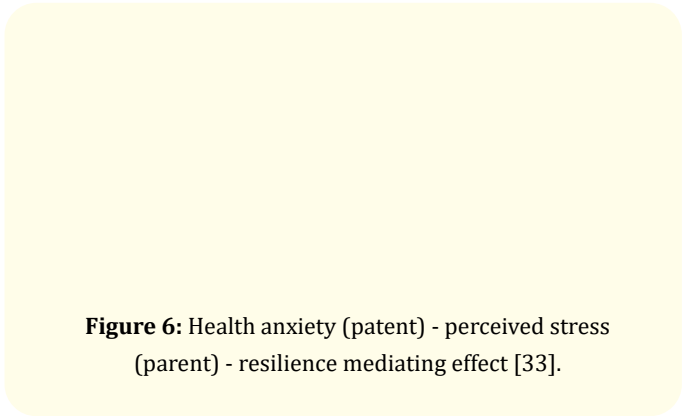 Figure 6: Health anxiety (patent) - perceived stress
(parent) - resilience mediating effect [33].